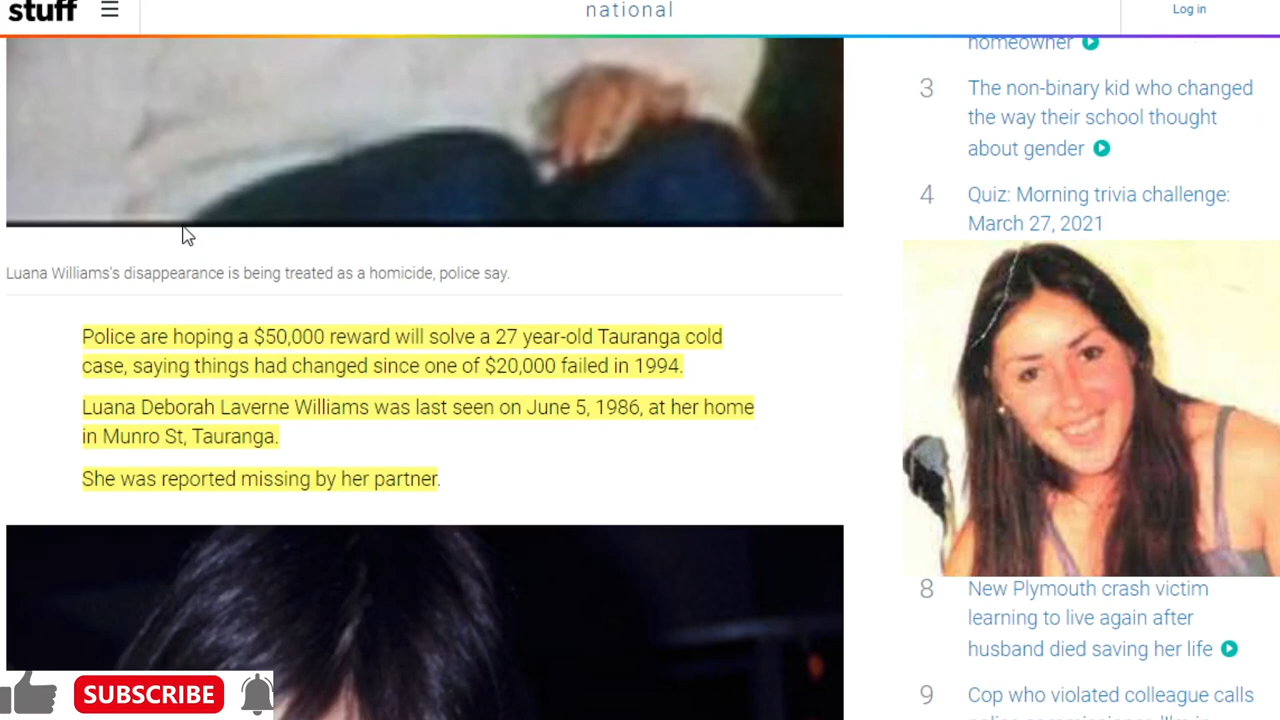 stuff
national
Log in
homeowner
3
The non-binary kid who changed
the way their school thought
about gender
4
Quiz: Morning trivia challenge:
March 27, 2021
Luana Williams's disappearance is being treated as a homicide, police say.
Police are hoping a $50,000 reward will solve a 27 year-old Tauranga cold
case, saying things had changed since one of $20,000 failed in 1994.
Luana Deborah Laverne Williams was last seen on June 5, 1986, at her home
in Munro St, Tauranga.
She was reported missing by her partner.
8
New Plymouth crash victim
learning to live again after
husband died saving her life
9
Cop who violated colleague calls
SUBSCRIBE